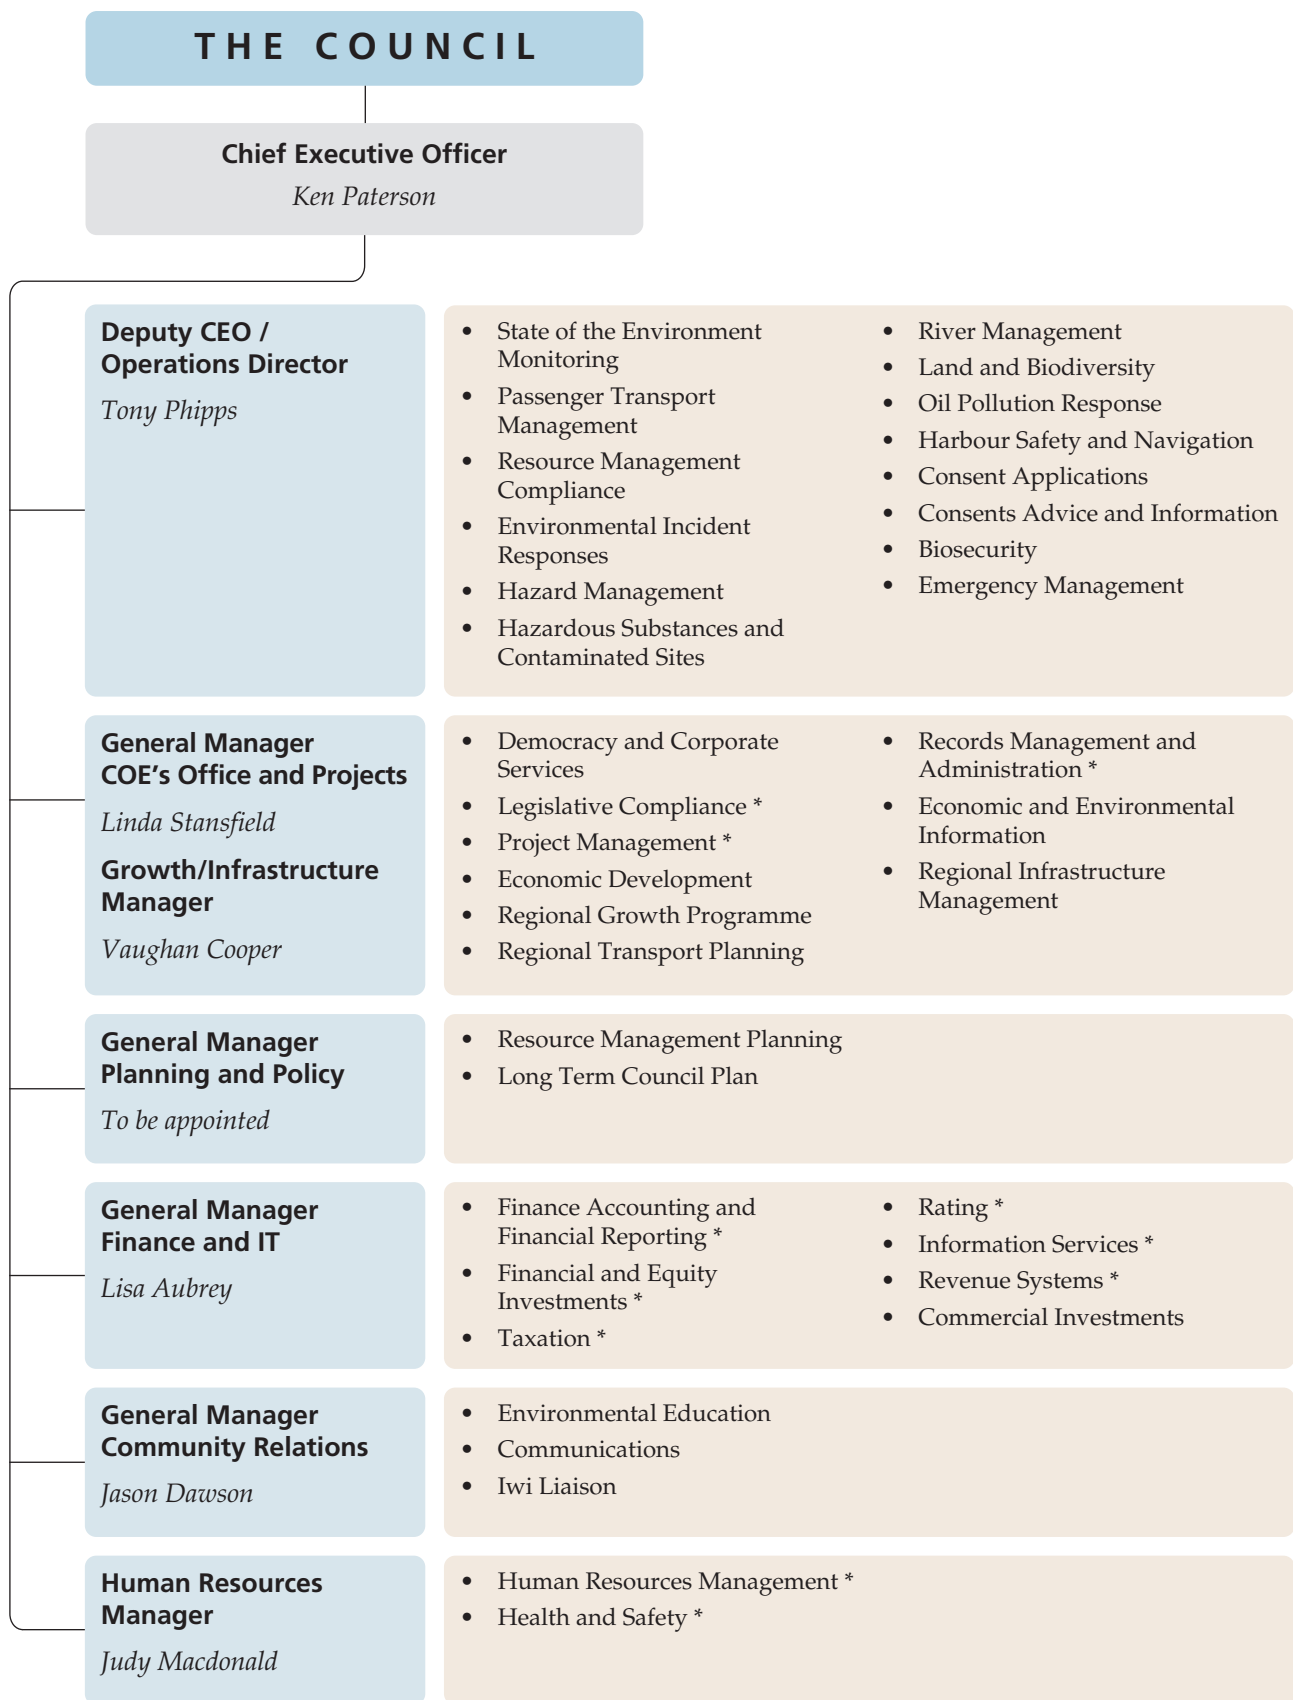 THE COUNCIL
Chief Executive Officer
Ken Paterson
Deputy CEO /
Operations Director
Tony Phipps
• State of the Environment
Monitoring
• Passenger Transport
Management
• Resource Management
Compliance
• Environmental Incident
Responses
• Hazard Management
• Hazardous Substances and
Contaminated Sites
• River Management
• Land and Biodiversity
• Oil Pollution Response
• Harbour Safety and Navigation
• Consent Applications
• Consents Advice and Information
• Biosecurity
• Emergency Management
General Manager
COE's Office and Projects
Linda Stansfield
Growth/Infrastructure
Manager
Vaughan Cooper
• Democracy and Corporate
Services
• Legislative Compliance *
• Project Management *
• Economic Development
• Regional Growth Programme
• Regional Transport Planning
• Records Management and
Administration *
• Economic and Environmental
Information
• Regional Infrastructure
Management
General Manager
Planning and Policy
To be appointed
• Resource Management Planning
• Long Term Council Plan
General Manager
Finance and IT
Lisa Aubrey
• Finance Accounting and
Financial Reporting *
• Financial and Equity
Investments *
• Taxation *
• Rating *
• Information Services *
• Revenue Systems *
• Commercial Investments
General Manager
Community Relations
Jason Dawson
• Environmental Education
• Communications
• Iwi Liaison
Human Resources
Manager
Judy Macdonald
• Human Resources Management *
• Health and Safety *